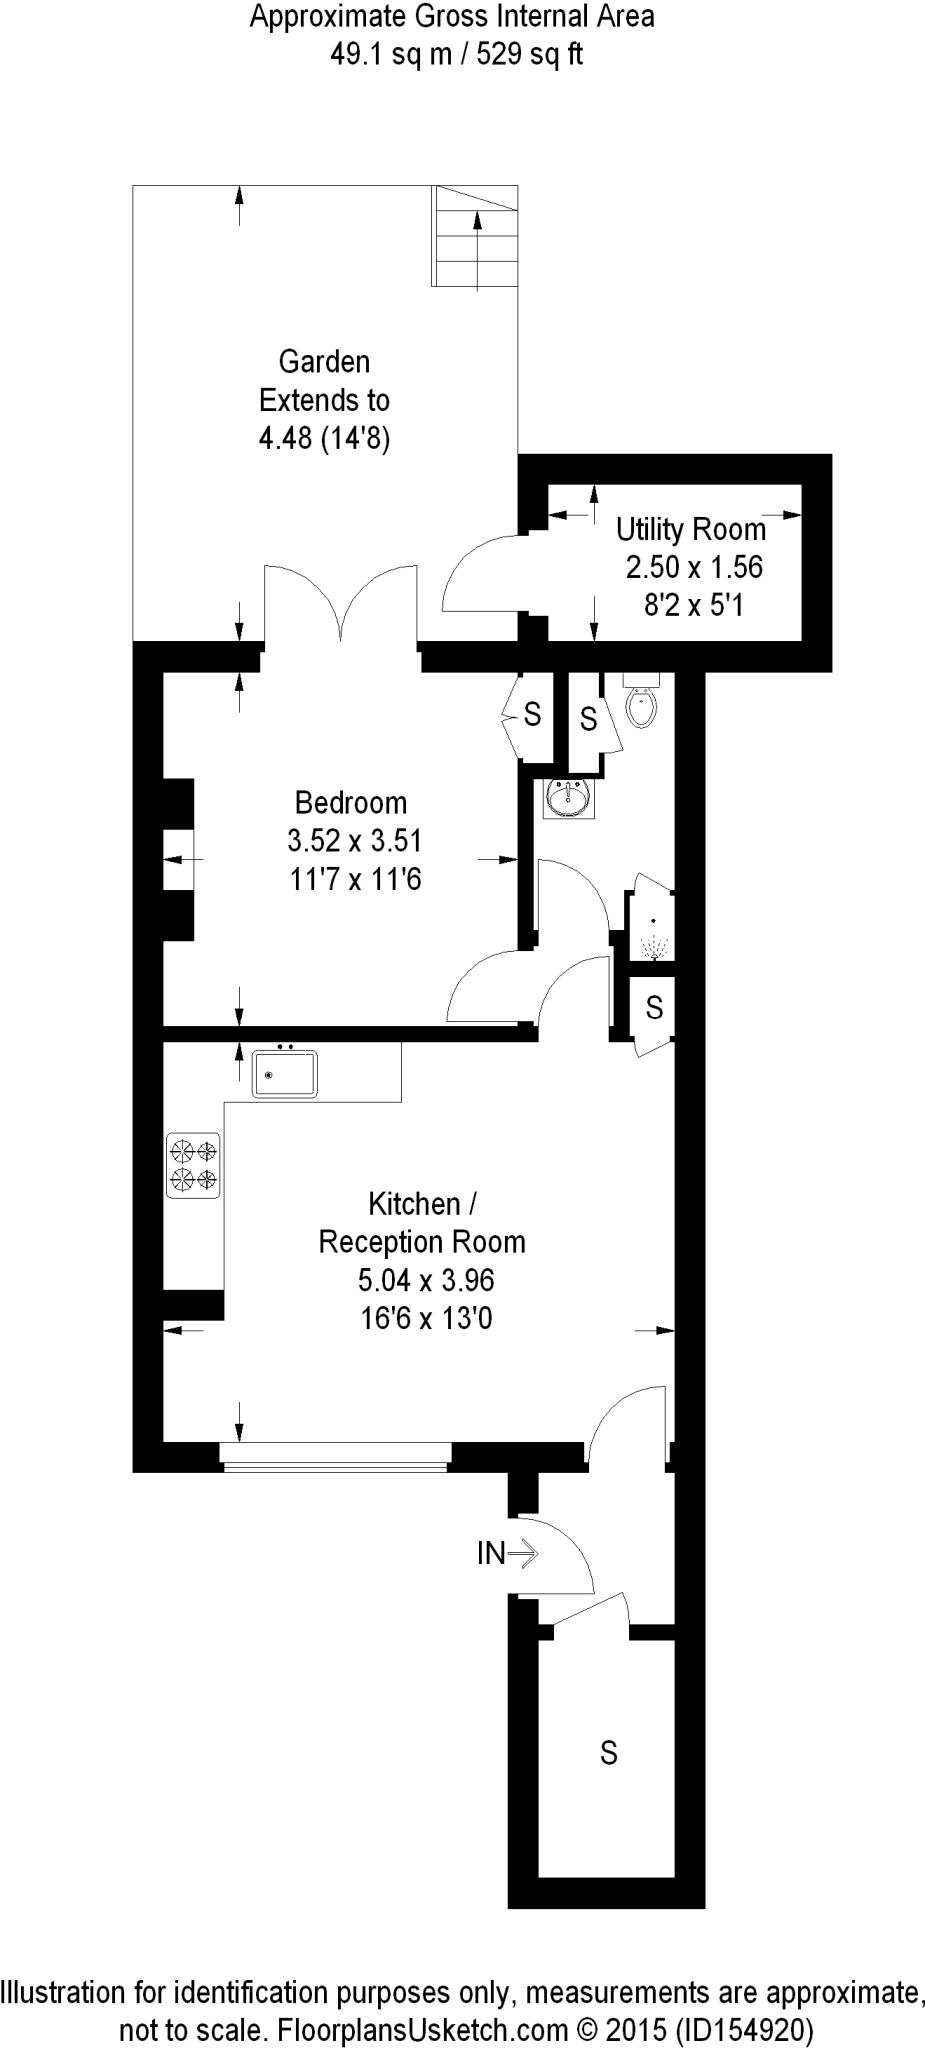 Approximate Gross Internal Area
49.1 sq m / 529 sq ft
Garden
Extends to
4.48 (14'8)
Utility Room
2.50 x 1.56
8'2 x 5'1
S
S
Bedroom
3.52 x 3.51
11'7 x 11'6
S
Kitchen /
Reception Room
5.04 x 3.96
16'6 x 13'0
IN
S
Illustration for identification purposes only, measurements are approximate,
not to scale. FloorplansUsketch.com © 2015 (ID154920)